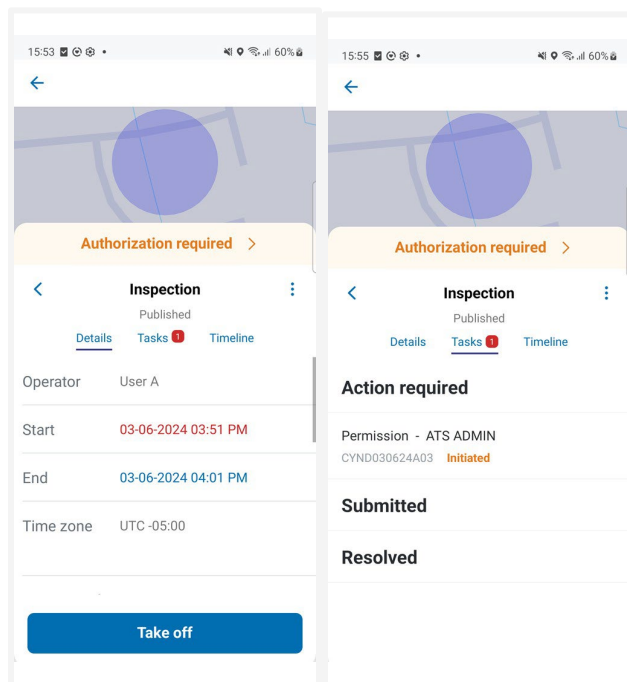 15:53
60%
Authorization required
Inspection
Published
Details Tasks 1 Timeline
Operator User A
Start 03-06-2024 03:51 PM
End 03-06-2024 04:01 PM
Time zone UTC -05:00
Take off
15:55
60%
Authorization required
Inspection
Published
Details Tasks 1 Timeline
Action required
Permission - ATS ADMIN
CYND030624A03 Initiated
Submitted
Resolved